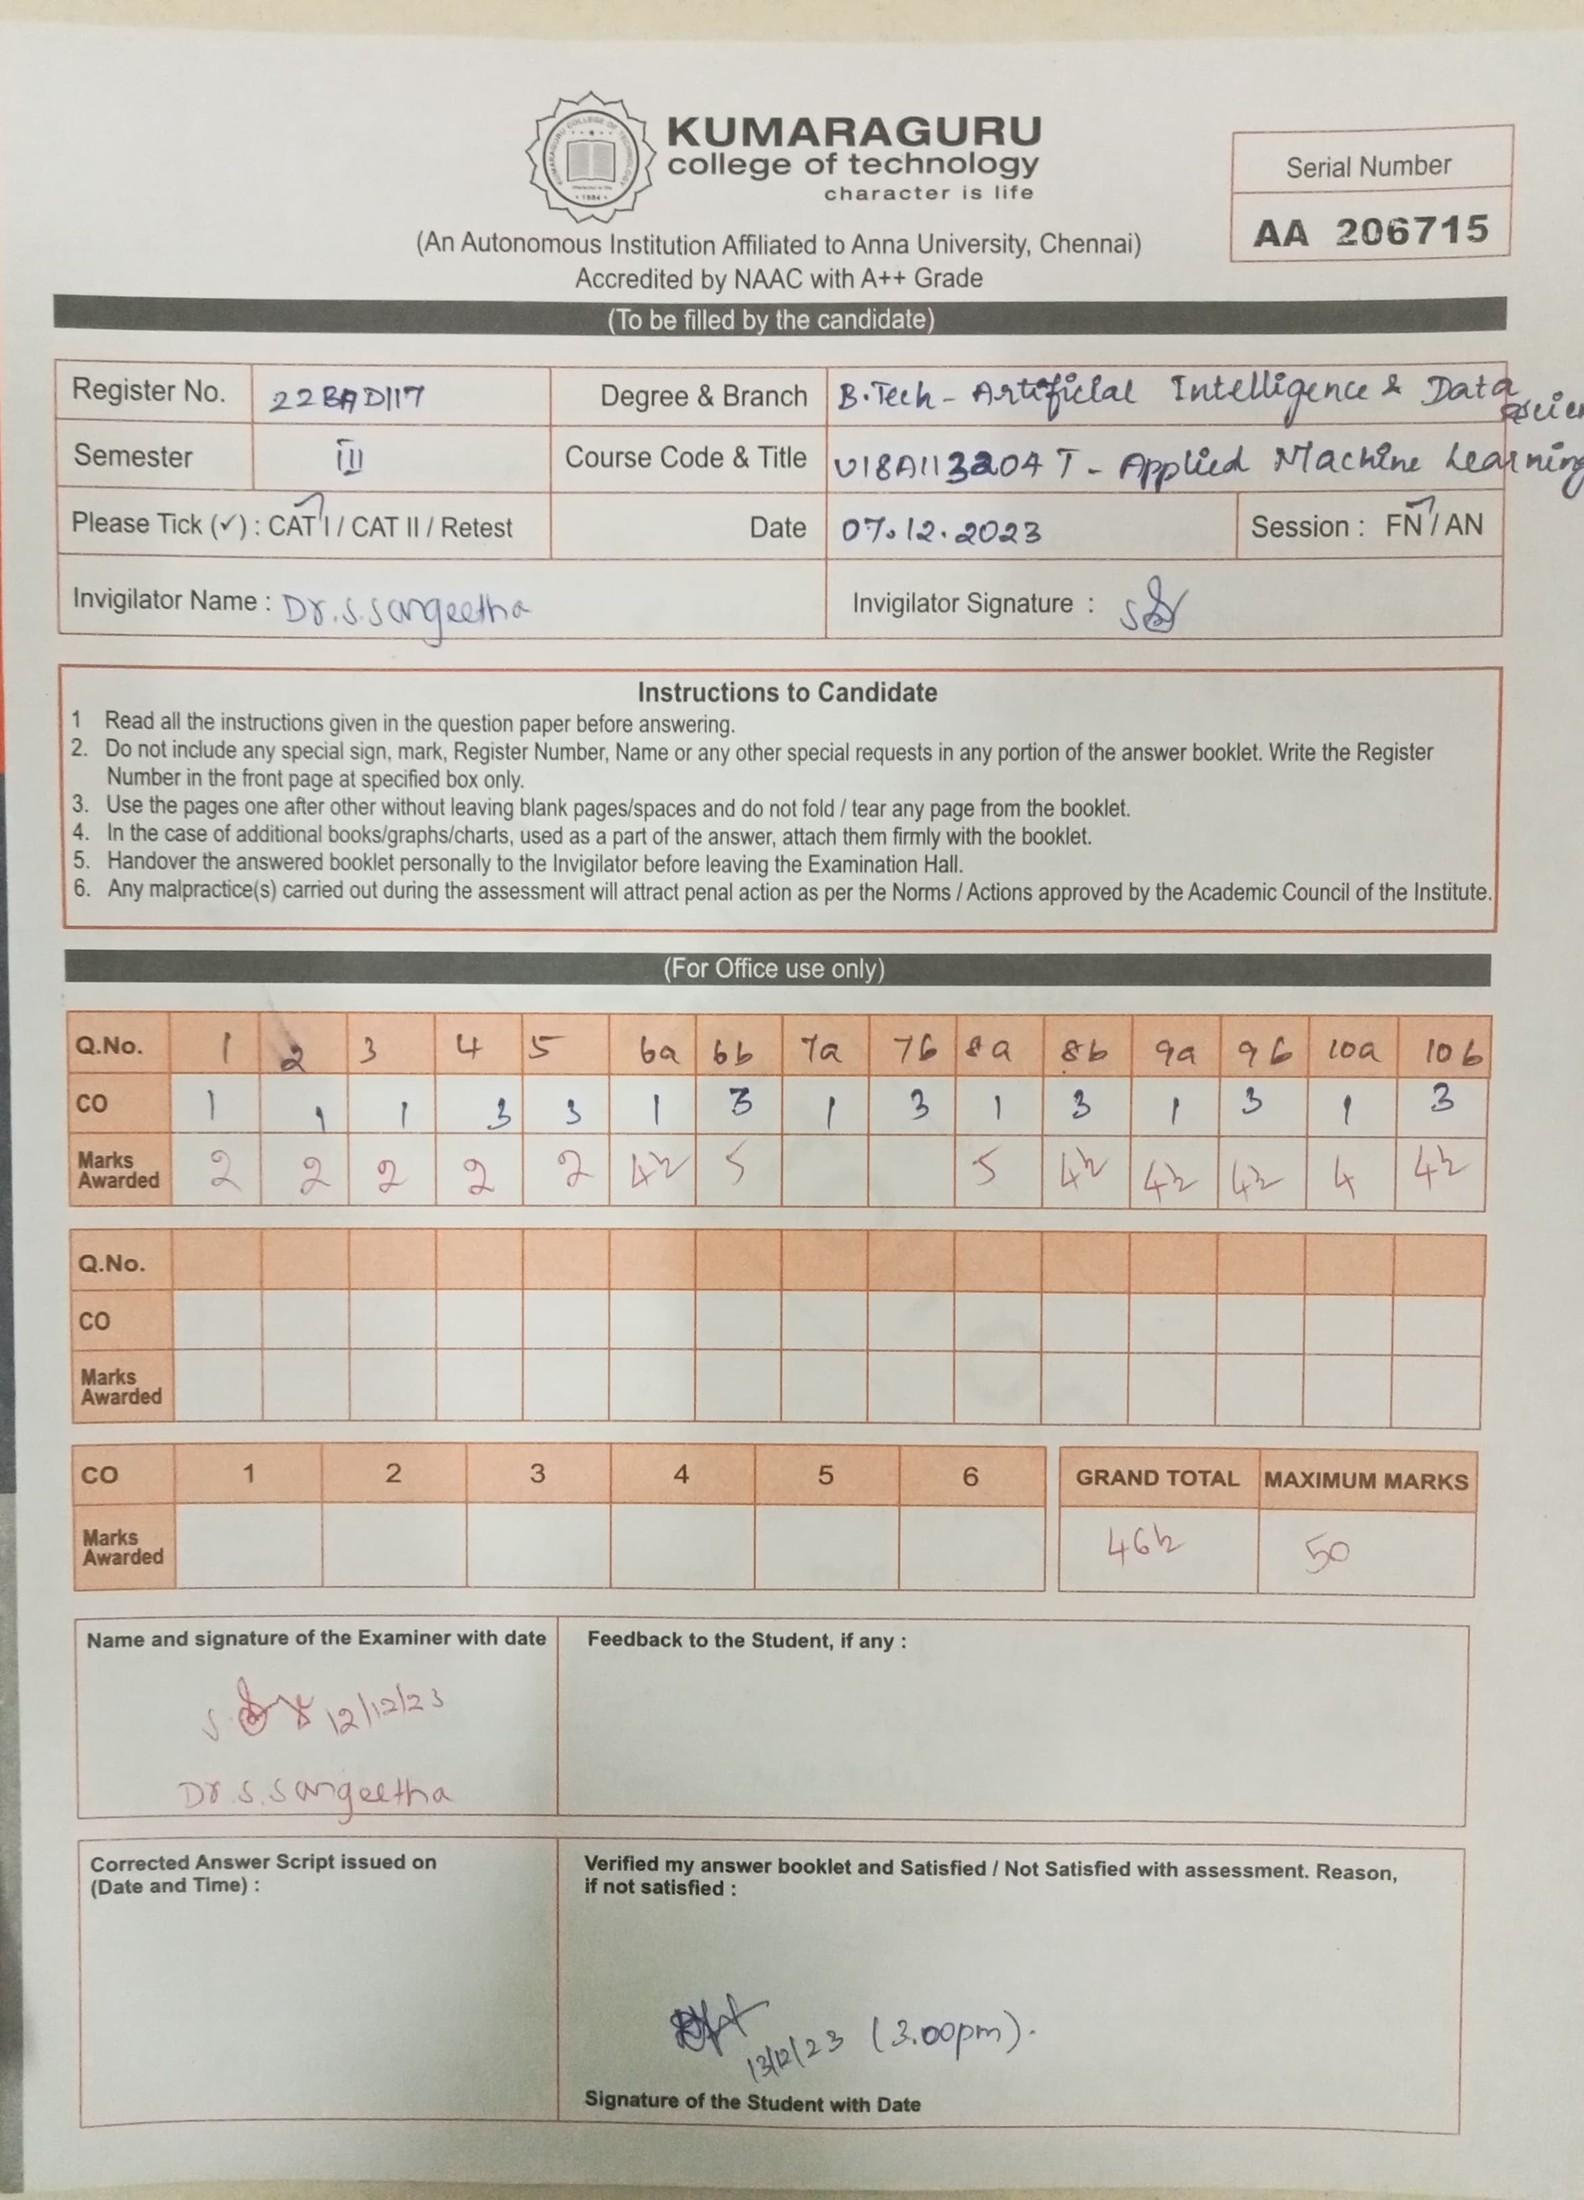 KUMARAGURU
college of technology
character is life
Serial Number
AA 206715
(An Autonomous Institution Affiliated to Anna University, Chennai)
Accredited by NAAC with A++ Grade
(To be filled by the candidate)
Register No. 22BAD117 Degree & Branch B.Tech - Artificial Intelligence & Data
Semester III Course Code & Title U18AII3204T - Applied Machine Learning
Please Tick (✓) : CAT I / CAT II / Retest Date 07.12.2023 Session : FN / AN
Invigilator Name : Dr.S.Sangeetha Invigilator Signature :
Instructions to Candidate
1 Read all the instructions given in the question paper before answering.
2. Do not include any special sign, mark, Register Number, Name or any other special requests in any portion of the answer booklet. Write the Register
Number in the front page at specified box only.
3. Use the pages one after other without leaving blank pages/spaces and do not fold / tear any page from the booklet.
4. In the case of additional books/graphs/charts, used as a part of the answer, attach them firmly with the booklet.
5. Handover the answered booklet personally to the Invigilator before leaving the Examination Hall.
6. Any malpractice(s) carried out during the assessment will attract penal action as per the Norms / Actions approved by the Academic Council of the Institute.
(For Office use only)
Q.No. 1 2 3 4 5 6a 6b 7a 7b 8a 8b 9a 9b 10a 10b
CO 1 1 1 3 3 1 3 1 3 1 3 1 3 1 3
Marks Awarded 2 2 2 2 2 4½ 5 5 4½ 4½ 4½ 4 4½
Q.No.
CO
Marks Awarded
CO 1 2 3 4 5 6 GRAND TOTAL MAXIMUM MARKS
Marks Awarded 46½ 50
Name and signature of the Examiner with date Feedback to the Student, if any :
12/12/23
Dr S.Sangeetha
Corrected Answer Script issued on
(Date and Time) :
Verified my answer booklet and Satisfied / Not Satisfied with assessment. Reason,
if not satisfied :
13/12/23 (3.00pm).
Signature of the Student with Date